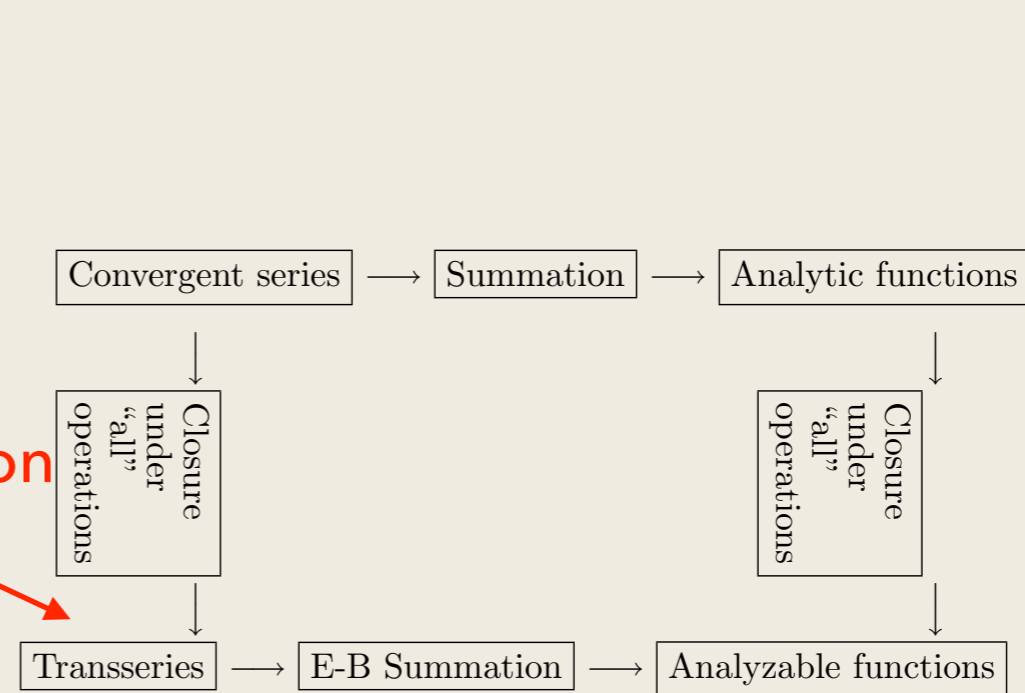 Convergent series → Summation → Analytic functions
Closure
under
“all”
operations
Closure
under
“all”
operations
on
Transseries → E-B Summation → Analyzable functions